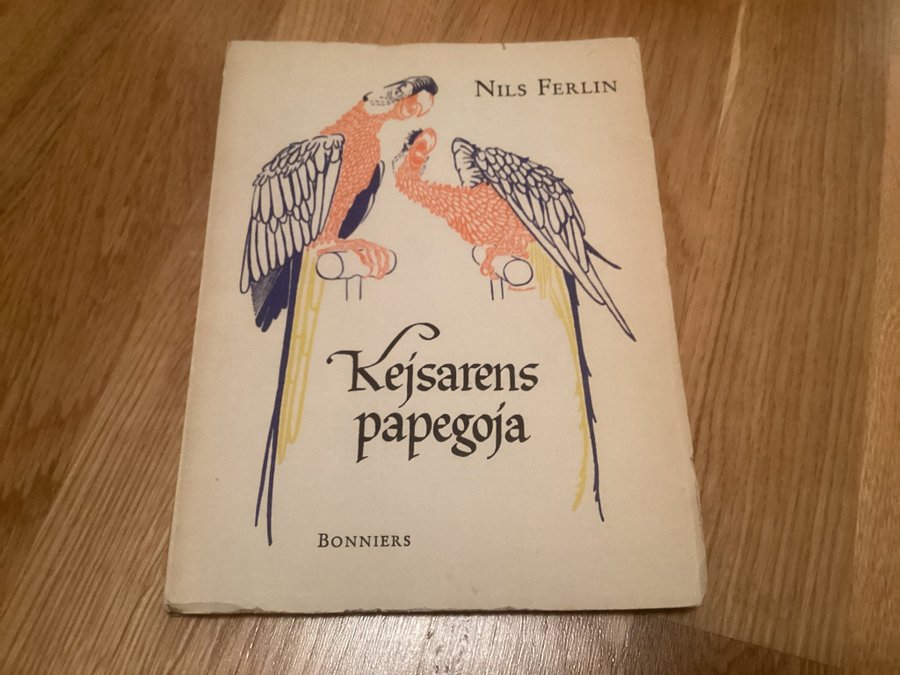 NILS FERLIN
Kejsarens
papegoja
BONNIERS